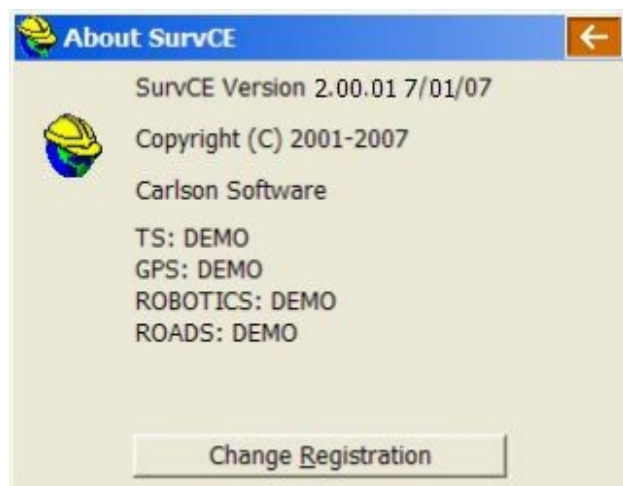 About SurvCE
SurvCE Version 2.00.01 7/01/07
Copyright (C) 2001-2007
Carlson Software
TS: DEMO
GPS: DEMO
ROBOTICS: DEMO
ROADS: DEMO
Change Registration